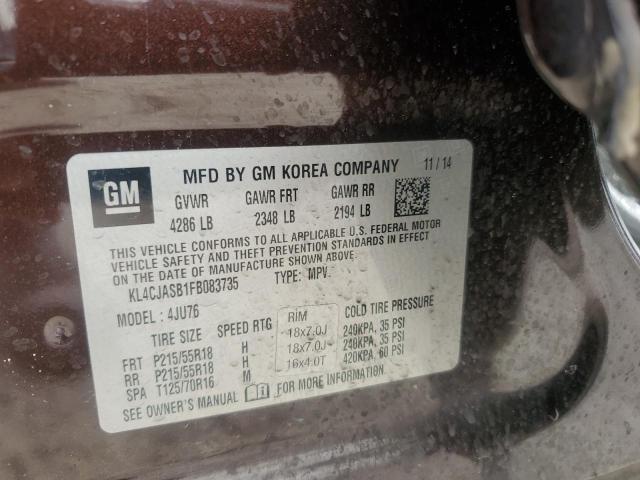 GM
MFD BY GM KOREA COMPANY 11 / 14
GVWR GAWR FRT GAWR RR
4286 LB 2348 LB 2194 LB
THIS VEHICLE CONFORMS TO ALL APPLICABLE U.S. FEDERAL MOTOR
VEHICLE SAFETY AND THEFT PREVENTION STANDARDS IN EFFECT
ON THE DATE OF MANUFACTURE SHOWN ABOVE.
KL4CJASB1FB083735 TYPE: MPV
MODEL : 4JU76
TIRE SIZE SPEED RTG RIM COLD TIRE PRESSURE
FRT P215/55R18 H 18x7.0J 240KPA, 35 PSI
RR P215/55R18 H 18x7.0J 240KPA, 35 PSI
SPA T125/70R16 M 16x4.0T 420KPA, 60 PSI
SEE OWNER'S MANUAL FOR MORE INFORMATION.